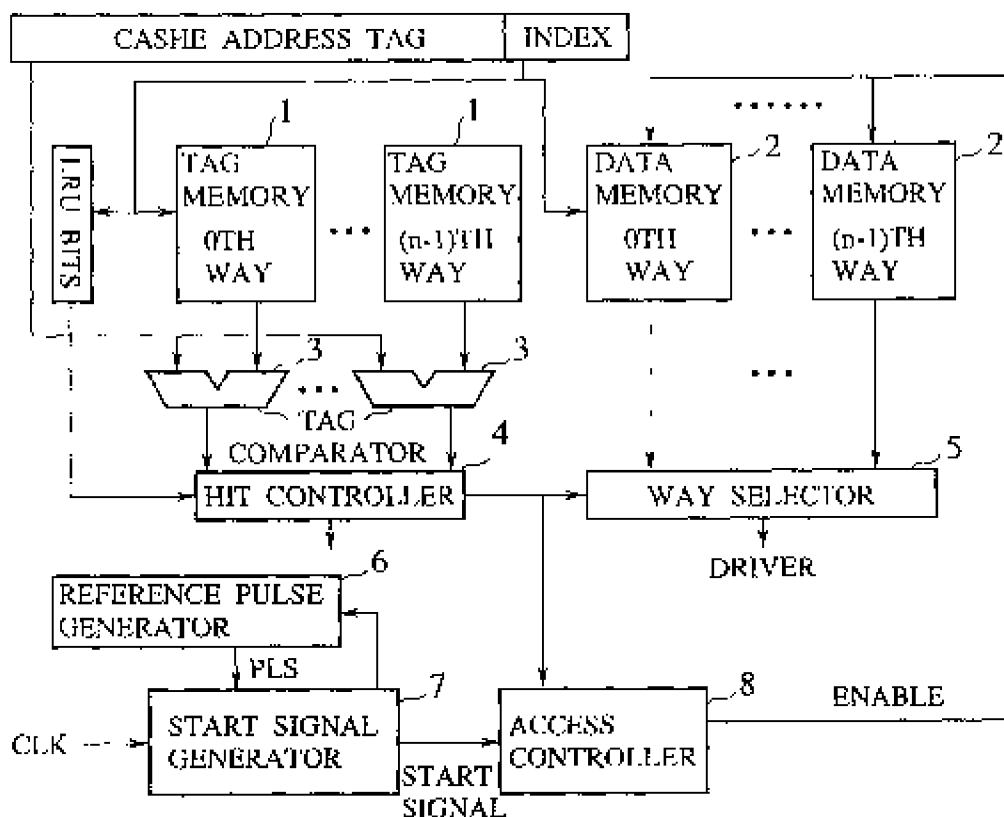 CASHE ADDRESS TAG
INDEX
1
1
2
2
LRU BITS
TAG
MEMORY
0TH
WAY
TAG
MEMORY
(n-1)TH
WAY
DATA
MEMORY
0TH
WAY
DATA
MEMORY
(n-1)TH
WAY
3
3
TAG
COMPARATOR
4
5
HIT CONTROLLER
WAY SELECTOR
DRIVER
6
REFERENCE PULSE
GENERATOR
PLS
7
8
ENABLE
CLK
START SIGNAL
GENERATOR
ACCESS
CONTROLLER
START
SIGNAL